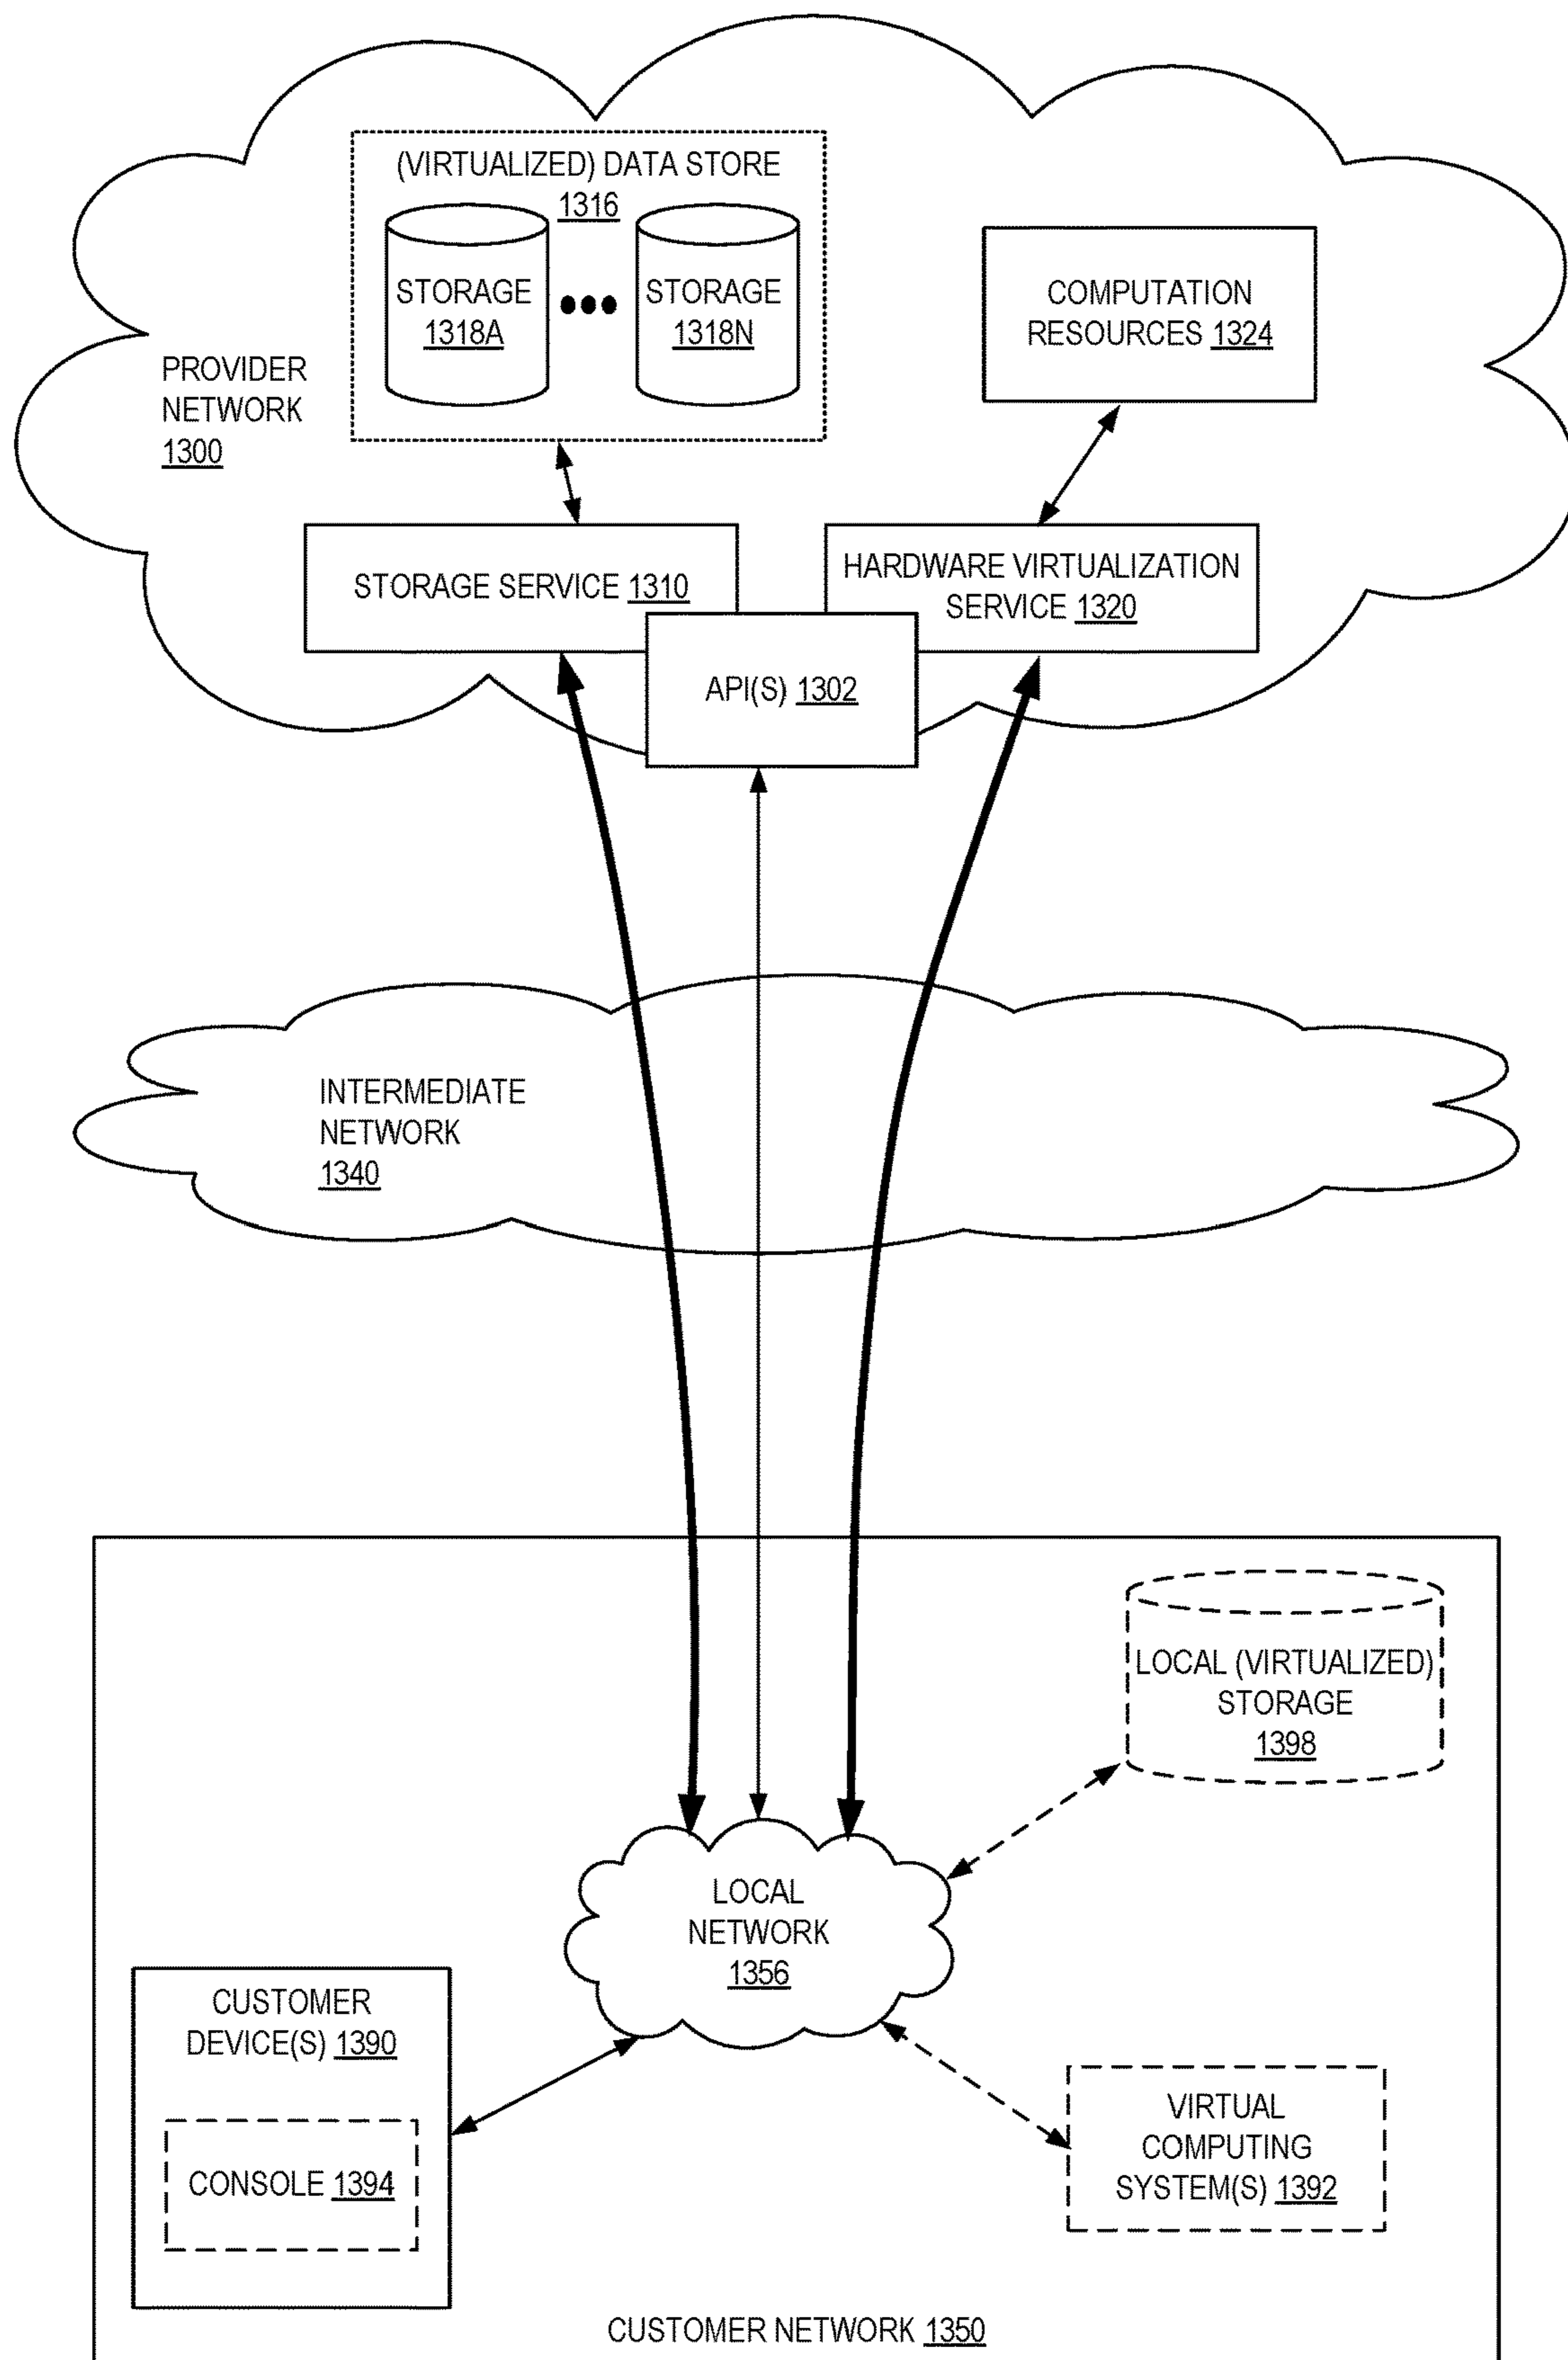 (VIRTUALIZED) DATA STORE
1316
STORAGE
1318A
STORAGE
1318N
COMPUTATION
RESOURCES 1324
PROVIDER
NETWORK
1300
STORAGE SERVICE 1310
HARDWARE VIRTUALIZATION
SERVICE 1320
API(S) 1302
INTERMEDIATE
NETWORK
1340
LOCAL (VIRTUALIZED)
STORAGE
1398
LOCAL
NETWORK
1356
CUSTOMER
DEVICE(S) 1390
CONSOLE 1394
VIRTUAL
COMPUTING
SYSTEM(S) 1392
CUSTOMER NETWORK 1350